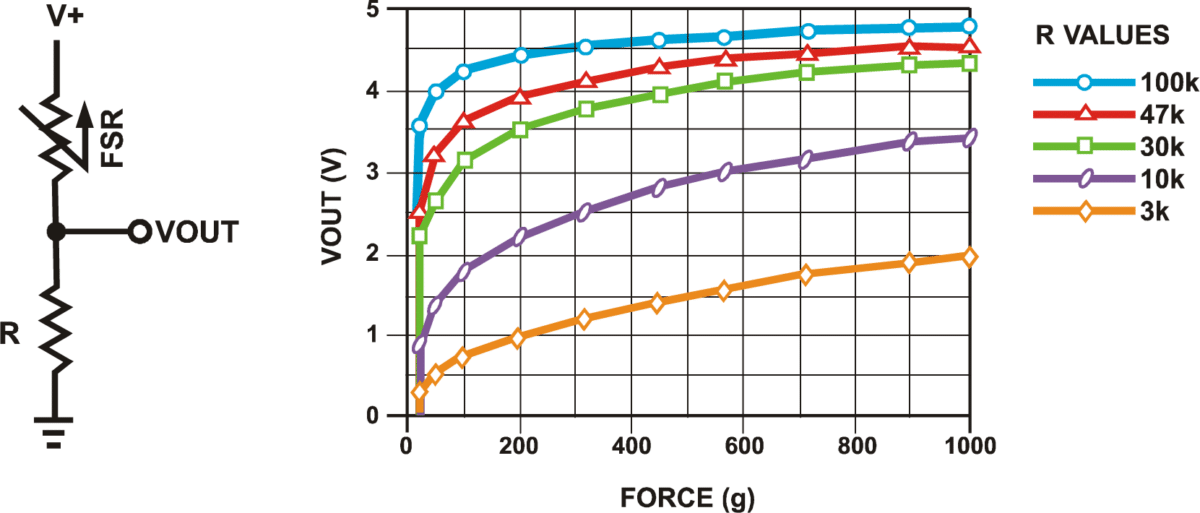 V+
FSR
VOUT
R
VOUT (V)
5
4
3
2
1
0
0 200 400 600 800 1000
FORCE (g)
R VALUES
100k
47k
30k
10k
3k